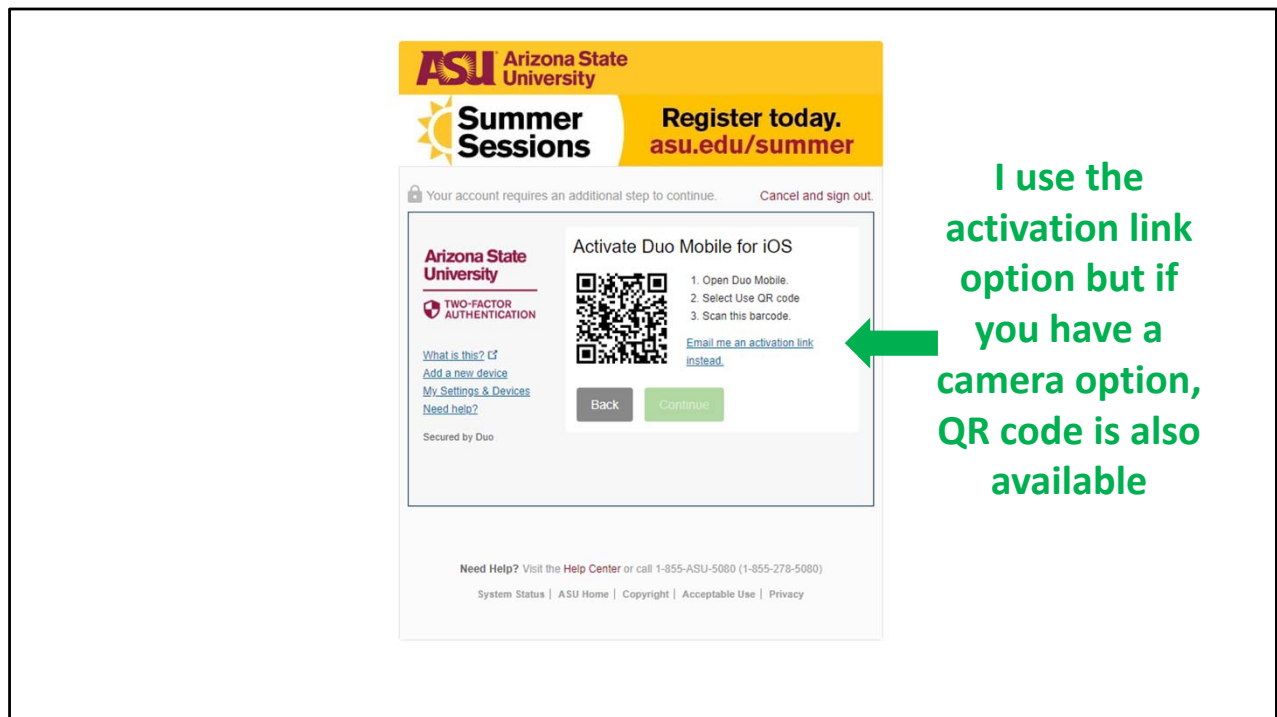 ASU Arizona State
University
Summer
Sessions
Register today.
asu.edu/summer
Your account requires an additional step to continue.
Cancel and sign out.
Arizona State
University
TWO-FACTOR
AUTHENTICATION
What is this?
Add a new device
My Settings & Devices
Need help?
Secured by Duo
Activate Duo Mobile for iOS
1. Open Duo Mobile.
2. Select Use QR code
3. Scan this barcode.
Email me an activation link
instead.
Back
Continue
Need Help? Visit the Help Center or call 1-855-ASU-5080 (1-855-278-5080)
System Status | ASU Home | Copyright | Acceptable Use | Privacy
I use the
activation link
option but if
you have a
camera option,
QR code is also
available